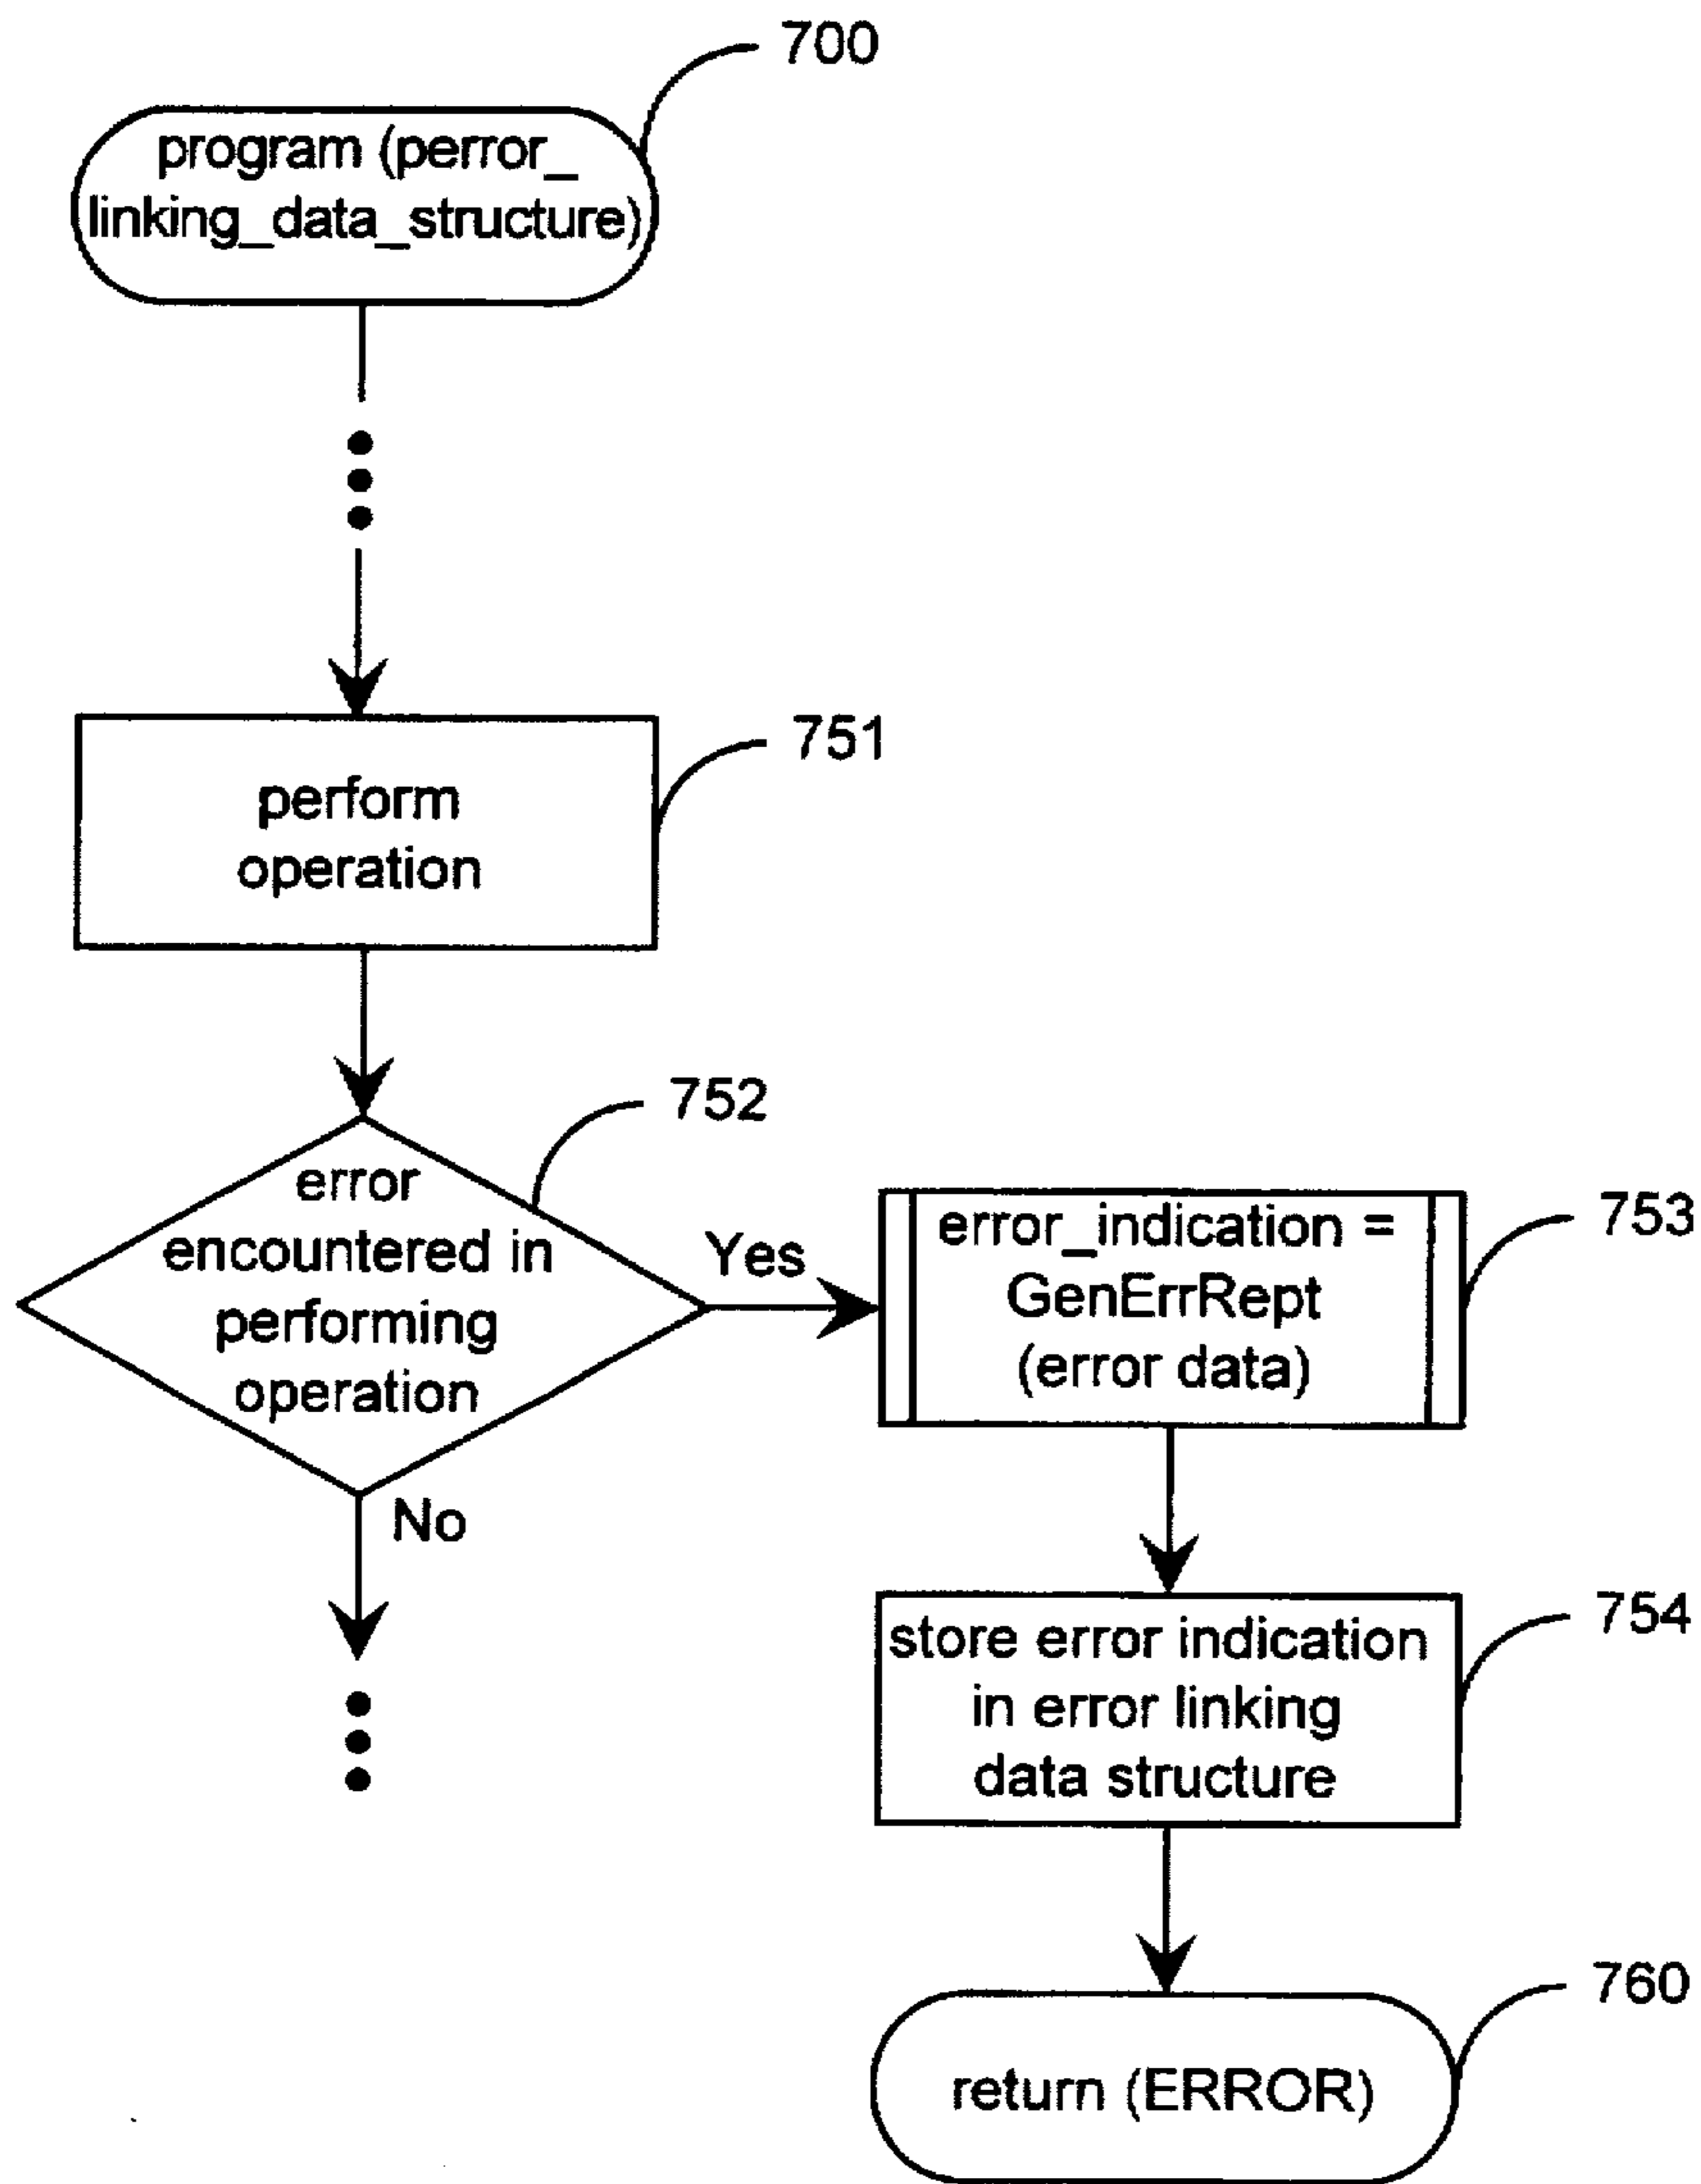 700
program (perror_
linking_data_structure)
751
perform
operation
752
error
encountered in
performing
operation
Yes
No
753
error_indication =
GenErrRept
(error data)
754
store error indication
in error linking
data structure
760
return (ERROR)